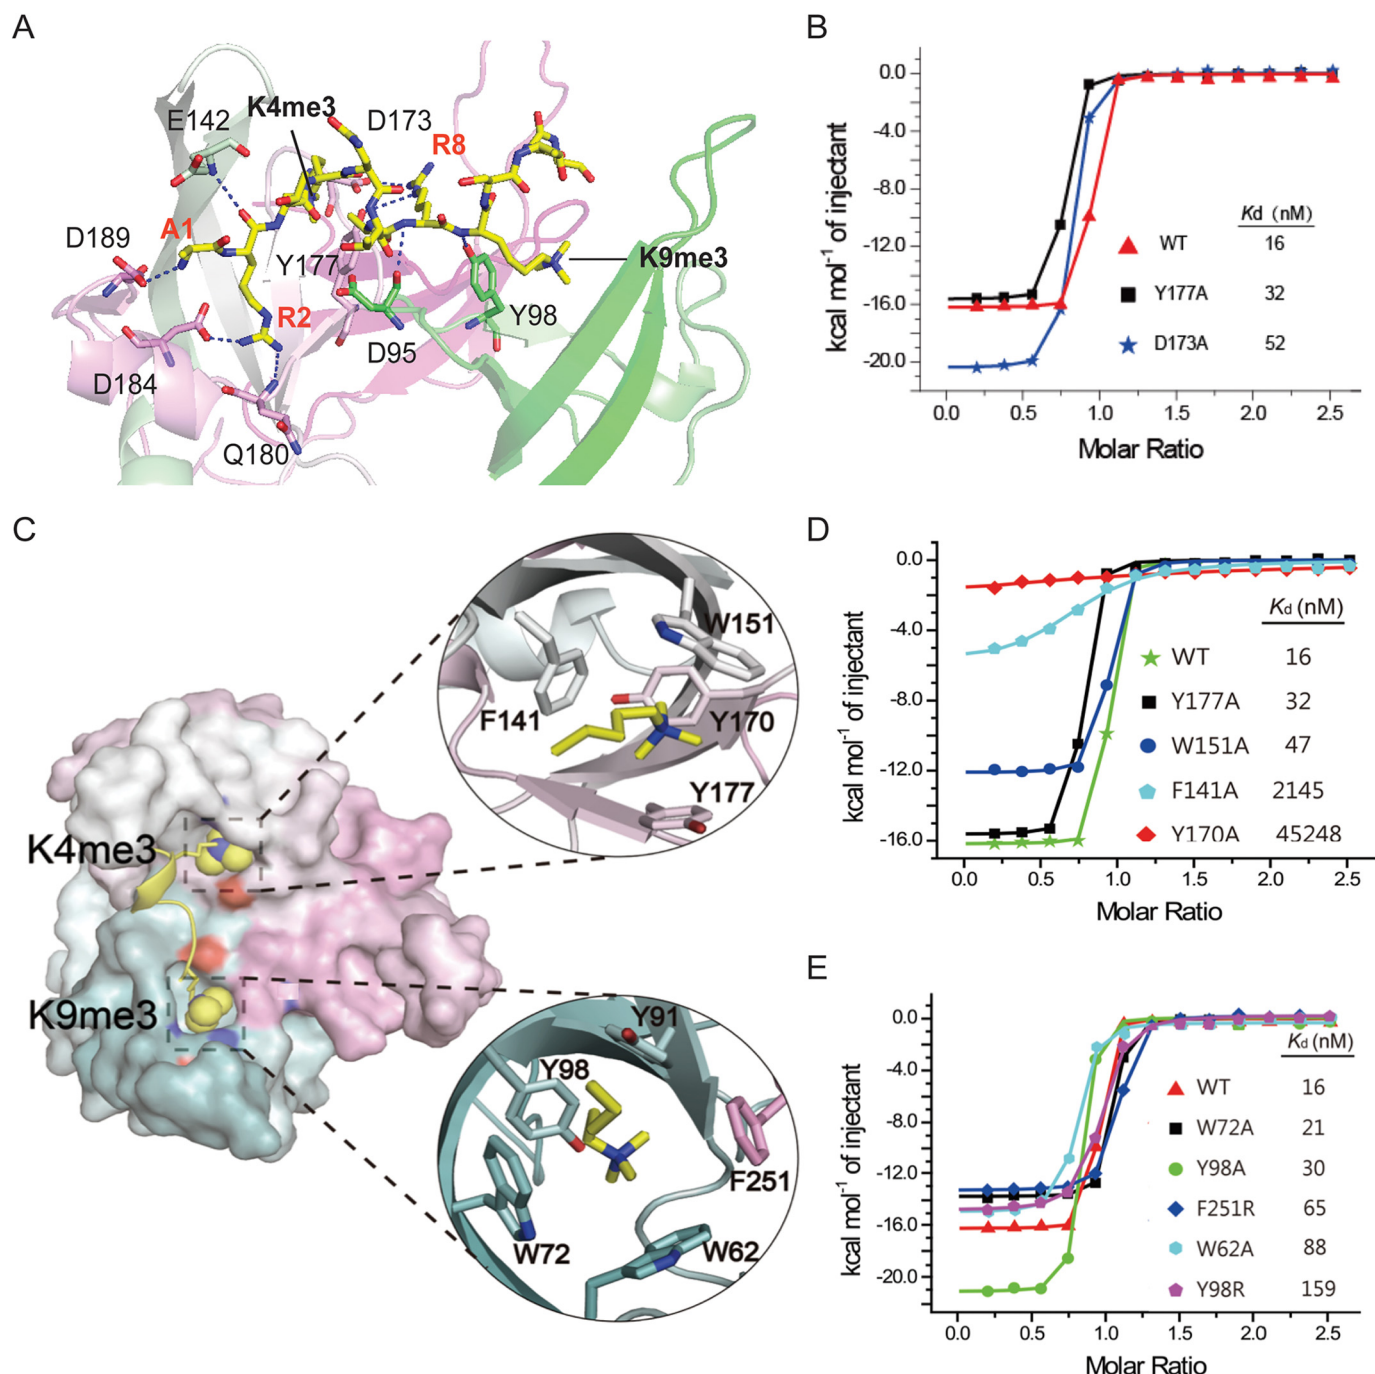 A
K4me3
E142
D173
R8
D189
A1
Y177
K9me3
R2
Y98
D184
D95
Q180
B
0.0
-4.0
-8.0
-12.0
-16.0
-20.0
kcal mol-1 of injectant
Kd (nM)
WT 16
Y177A 32
D173A 52
0.0 0.5 1.0 1.5 2.0 2.5
Molar Ratio
C
K4me3
K9me3
W151
F141
Y170
Y177
Y91
Y98
F251
W72
W62
D
0.0
-4.0
-8.0
-12.0
-16.0
kcal mol-1 of injectant
Kd (nM)
WT 16
Y177A 32
W151A 47
F141A 2145
Y170A 45248
0.0 0.5 1.0 1.5 2.0 2.5
Molar Ratio
E
0.0
-4.0
-8.0
-12.0
-16.0
-20.0
kcal mol-1 of injectant
Kd (nM)
WT 16
W72A 21
Y98A 30
F251R 65
W62A 88
Y98R 159
0.0 0.5 1.0 1.5 2.0 2.5
Molar Ratio